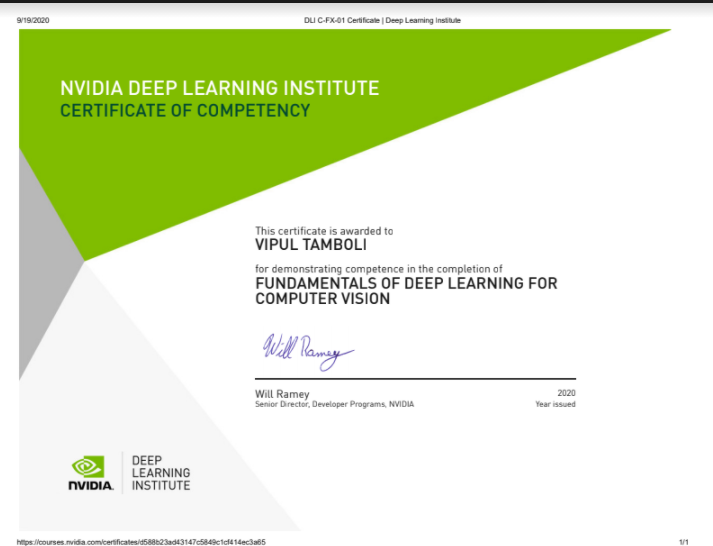 9/19/2020
DLI C-FX-01 Certificate | Deep Learning Institute
NVIDIA DEEP LEARNING INSTITUTE
CERTIFICATE OF COMPETENCY
This certificate is awarded to
VIPUL TAMBOLI
for demonstrating competence in the completion of
FUNDAMENTALS OF DEEP LEARNING FOR
COMPUTER VISION
Will Ramey
Will Ramey
2020
Senior Director, Developer Programs, NVIDIA
Year issued
NVIDIA.
DEEP
LEARNING
INSTITUTE
https://courses.nvidia.com/certificates/d588b23ad43147c5849c1cf414ec3a65
1/1